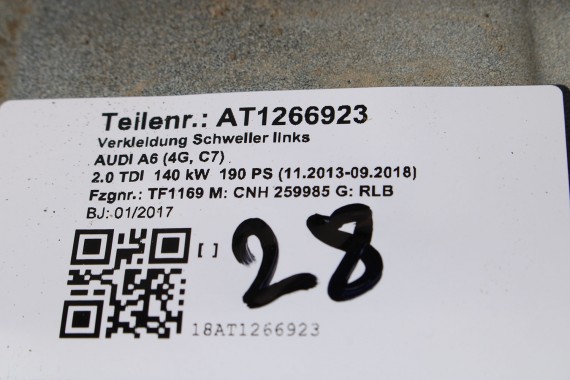 Teilenr.: AT1266923
Verkleidung Schweller links
AUDI A6 (4G, C7)
2.0 TDI 140 kW 190 PS (11.2013-09.2018)
Fzgnr.: TF1169 M: CNH 259985 G: RLB
BJ: 01/2017
[ ] 28
18AT1266923